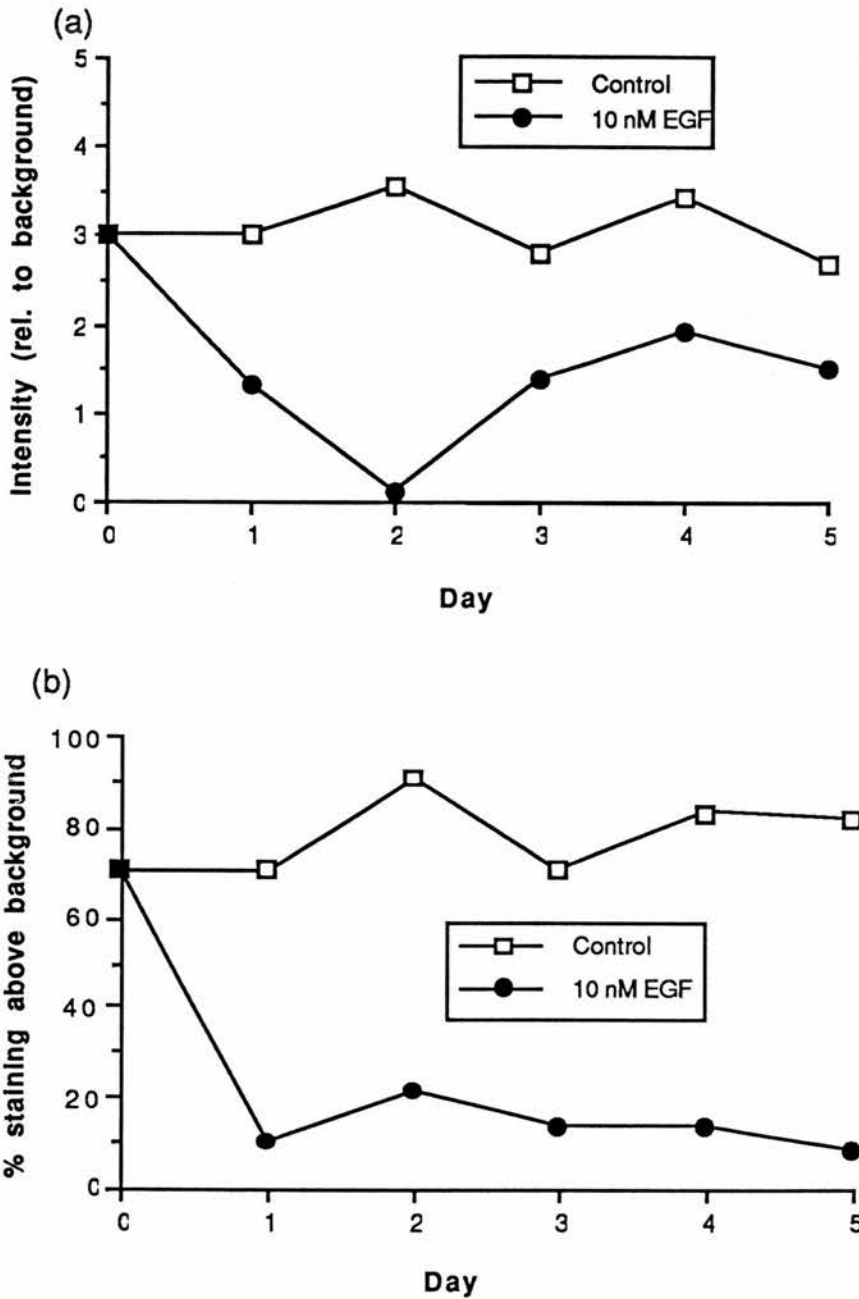 (a)
5
4
3
2
1
0
Intensity (rel. to background)
Control
10 nM EGF
0 1 2 3 4 5
Day
(b)
100
80
60
40
20
0
% staining above background
Control
10 nM EGF
0 1 2 3 4 5
Day